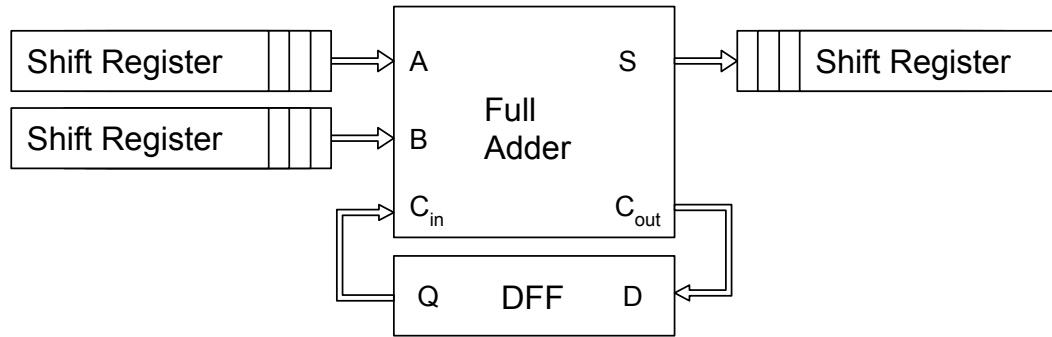 Shift Register
A
S
Shift Register
Shift Register
B
Full
Adder
C_in
C_out
Q
DFF
D